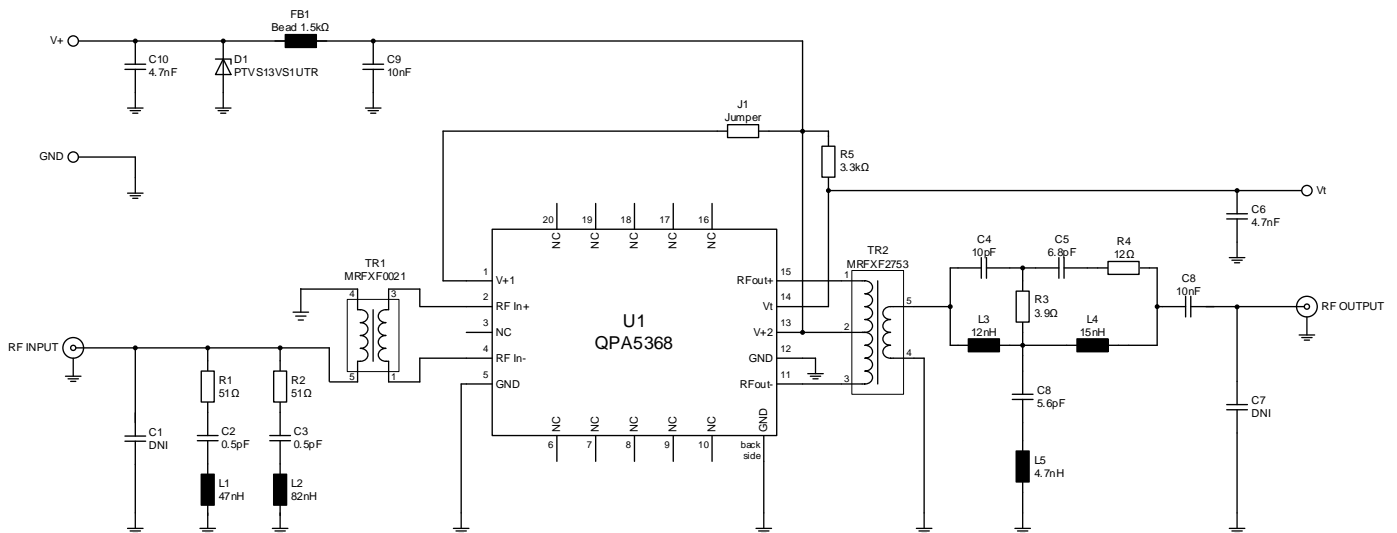 FB1
Bead 1.5kΩ
V+
C10
4.7nF
D1
PTVS13VS1UTR
C9
10nF
J1
Jumper
GND
R5
3.3kΩ
Vt
C6
4.7nF
20
19
18
17
16
NC
NC
NC
NC
NC
TR1
MRFXF0021
4
3
5
1
1
V+1
2
RF In+
3
NC
4
RF In-
5
GND
U1
QPA5368
RFout+
15
Vt
14
V+2
13
GND
12
RFout-
11
TR2
MRFXF2753
1
2
3
5
4
C4
10pF
C5
6.8pF
R4
12Ω
R3
3.9Ω
L3
12nH
L4
15nH
C8
10nF
RF OUTPUT
RF INPUT
R1
51Ω
R2
51Ω
C1
DNI
C2
0.5pF
C3
0.5pF
L1
47nH
L2
82nH
NC
NC
NC
NC
NC
GND
6
7
8
9
10
back
side
C8
5.6pF
L5
4.7nH
C7
DNI